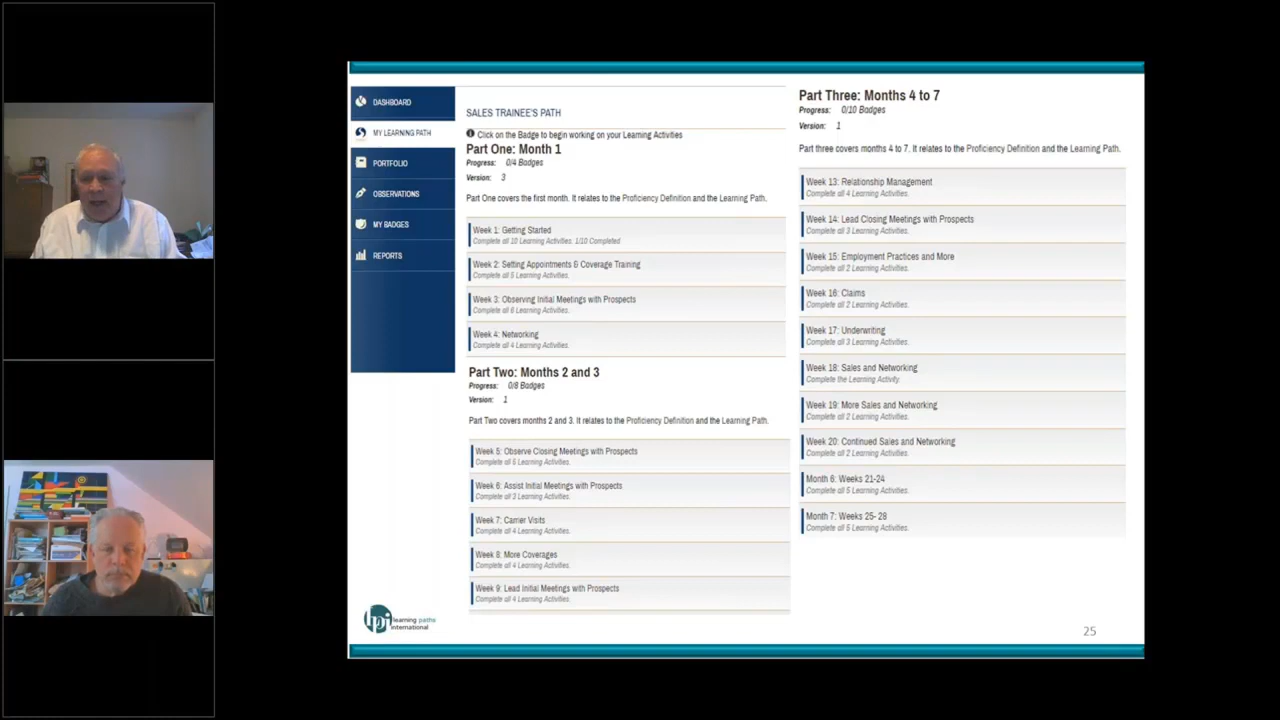 DASHBOARD
MY LEARNING PATH
PORTFOLIO
OBSERVATIONS
MY BADGES
REPORTS
SALES TRAINEE'S PATH
Click on the Badge to begin working on your Learning Activities
Part One: Month 1
Progress: 0/4 Badges
Version: 3
Part One covers the first month. It relates to the Proficiency Definition and the Learning Path.
Week 1: Getting Started
Complete all 10 Learning Activities. 1/10 Completed
Week 2: Setting Appointments & Coverage Training
Complete all 5 Learning Activities.
Week 3: Observing Initial Meetings with Prospects
Complete all 6 Learning Activities.
Week 4: Networking
Complete all 4 Learning Activities.
Part Two: Months 2 and 3
Progress: 0/8 Badges
Version: 1
Part Two covers months 2 and 3. It relates to the Proficiency Definition and the Learning Path.
Week 5: Observe Closing Meetings with Prospects
Complete all 5 Learning Activities.
Week 6: Assist Initial Meetings with Prospects
Complete all 3 Learning Activities.
Week 7: Carrier Visits
Complete all 4 Learning Activities.
Week 8: More Coverages
Complete all 4 Learning Activities.
Week 9: Lead Initial Meetings with Prospects
Complete all 4 Learning Activities.
Part Three: Months 4 to 7
Progress: 0/10 Badges
Version: 1
Part three covers months 4 to 7. It relates to the Proficiency Definition and the Learning Path.
Week 13: Relationship Management
Complete all 4 Learning Activities.
Week 14: Lead Closing Meetings with Prospects
Complete all 3 Learning Activities.
Week 15: Employment Practices and More
Complete all 2 Learning Activities.
Week 16: Claims
Complete all 2 Learning Activities.
Week 17: Underwriting
Complete all 3 Learning Activities.
Week 18: Sales and Networking
Complete the Learning Activity.
Week 19: More Sales and Networking
Complete all 2 Learning Activities.
Week 20: Continued Sales and Networking
Complete all 2 Learning Activities.
Month 6: Weeks 21-24
Complete all 5 Learning Activities.
Month 7: Weeks 25- 28
Complete all 5 Learning Activities.
lpi learning paths
international
25